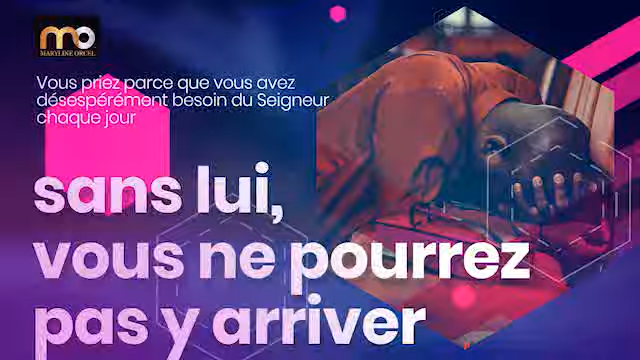 mo
MARYLINE ORCEL
Vous priez parce que vous avez
désespérément besoin du Seigneur
chaque jour
sans lui,
vous ne pourrez
pas y arriver